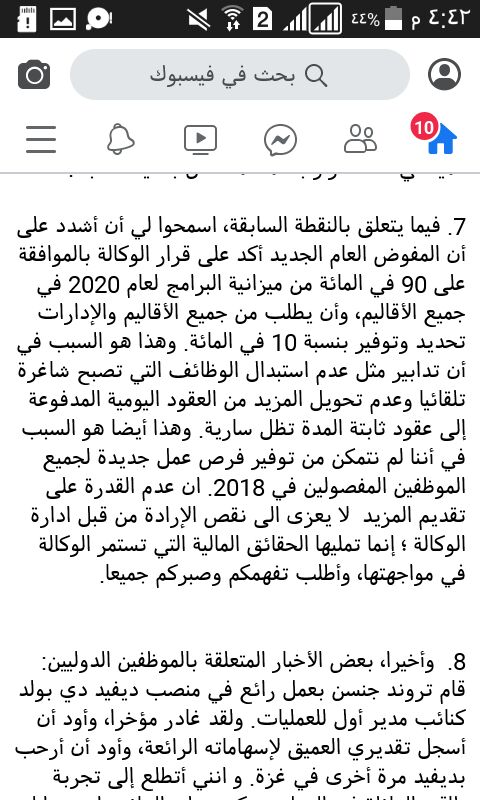 ٤:٤٢ م ٤٤% 2
بحث في فيسبوك
10
7. فيما يتعلق بالنقطة السابقة، اسمحوا لي أن أشدد على
أن المفوض العام الجديد أكد على قرار الوكالة بالموافقة
على 90 في المائة من ميزانية البرامج لعام 2020 في
جميع الأقاليم، وأن يطلب من جميع الأقاليم والإدارات
تحديد وتوفير بنسبة 10 في المائة. وهذا هو السبب في
أن تدابير مثل عدم استبدال الوظائف التي تصبح شاغرة
تلقائيا وعدم تحويل المزيد من العقود اليومية المدفوعة
إلى عقود ثابتة المدة تظل سارية. وهذا أيضا هو السبب
في أننا لم نتمكن من توفير فرص عمل جديدة لجميع
الموظفين المفصولين في 2018. ان عدم القدرة على
تقديم المزيد لا يعزى الى نقص الإرادة من قبل ادارة
الوكالة ؛ إنما تمليها الحقائق المالية التي تستمر الوكالة
في مواجهتها، وأطلب تفهمكم وصبركم جميعا.
8. وأخيرا، بعض الأخبار المتعلقة بالموظفين الدوليين:
قام تروند جنسن بعمل رائع في منصب ديفيد دي بولد
كنائب مدير أول للعمليات. ولقد غادر مؤخرا، وأود أن
أسجل تقديري العميق لإسهاماته الرائعة، وأود أن أرحب
بديفيد مرة أخرى في غزة. و انني أتطلع إلى تجربة